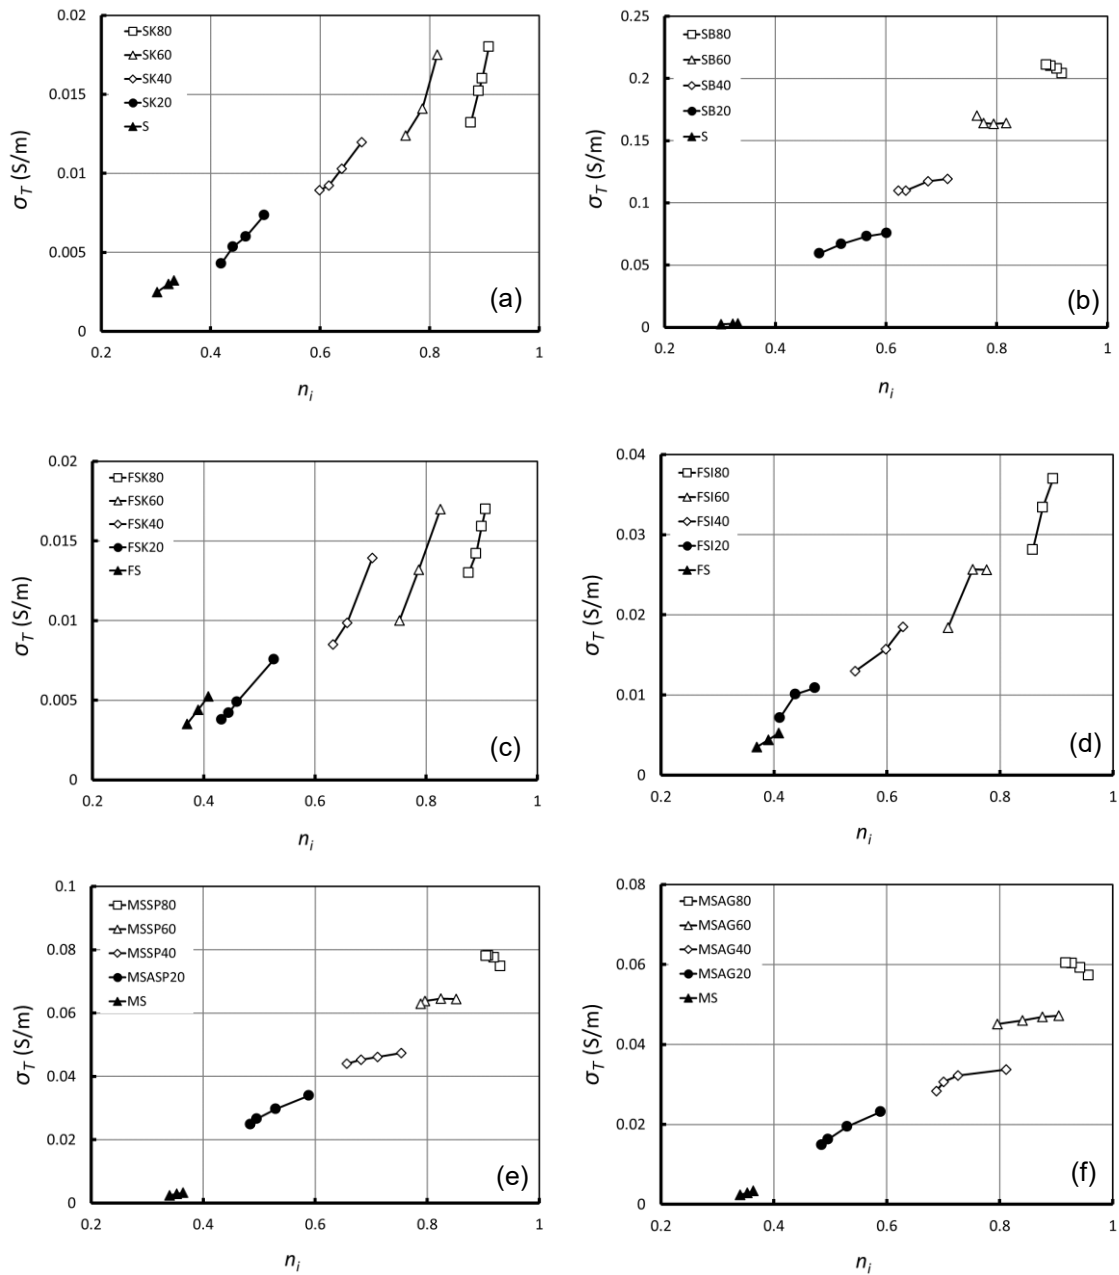 0.02
0.015
0.01
0.005
0
σT (S/m)
SK80
SK60
SK40
SK20
S
(a)
0.2 0.4 0.6 0.8 1
ni
0.25
0.2
0.15
0.1
0.05
0
σT (S/m)
SB80
SB60
SB40
SB20
S
(b)
0.2 0.4 0.6 0.8 1
ni
0.02
0.015
0.01
0.005
0
σT (S/m)
FSK80
FSK60
FSK40
FSK20
FS
(c)
0.2 0.4 0.6 0.8 1
ni
0.04
0.03
0.02
0.01
0
σT (S/m)
FSI80
FSI60
FSI40
FSI20
FS
(d)
0.2 0.4 0.6 0.8 1
ni
0.1
0.08
0.06
0.04
0.02
0
σT (S/m)
MSSP80
MSSP60
MSSP40
MSASP20
MS
(e)
0.2 0.4 0.6 0.8 1
ni
0.08
0.06
0.04
0.02
0
σT (S/m)
MSAG80
MSAG60
MSAG40
MSAG20
MS
(f)
0.2 0.4 0.6 0.8 1
ni